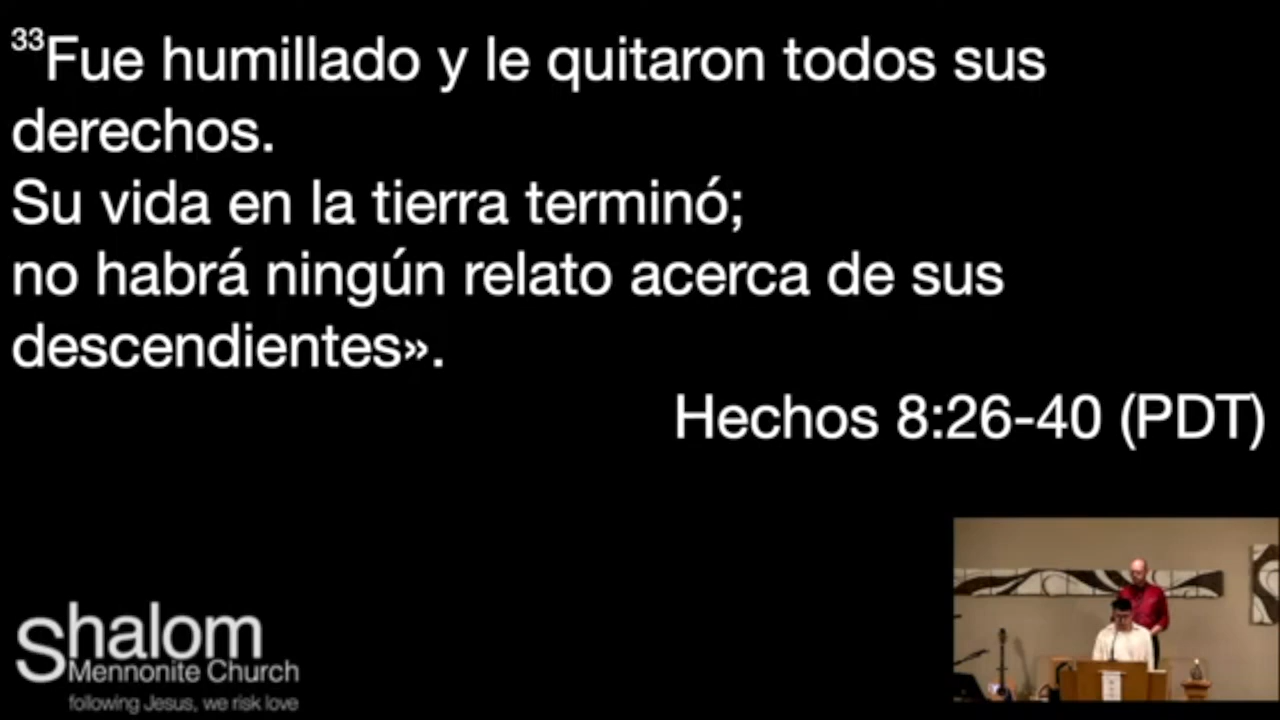 33Fue humillado y le quitaron todos sus
derechos.
Su vida en la tierra terminó;
no habrá ningún relato acerca de sus
descendientes».
Hechos 8:26-40 (PDT)
Shalom
Mennonite Church
following Jesus, we risk love